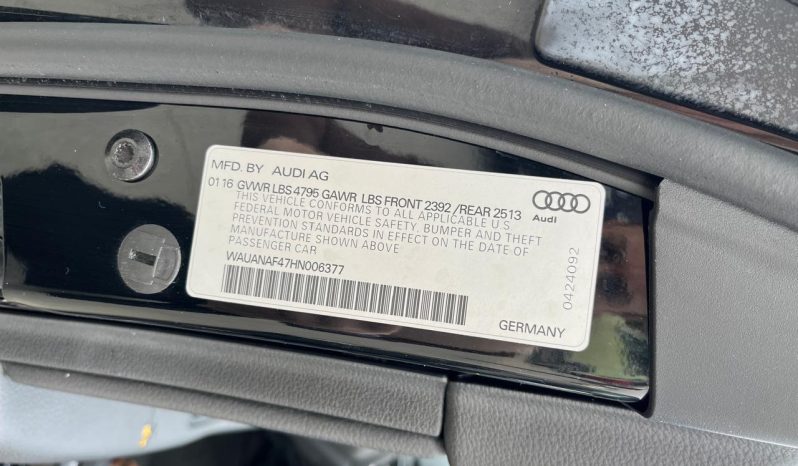 MFD. BY AUDI AG
01 16 GVWR LBS 4795 GAWR LBS FRONT 2392 /REAR 2513
THIS VEHICLE CONFORMS TO ALL APPLICABLE U.S
FEDERAL MOTOR VEHICLE SAFETY, BUMPER AND THEFT
PREVENTION STANDARDS IN EFFECT ON THE DATE OF
MANUFACTURE SHOWN ABOVE
PASSENGER CAR
WAUANAF47HN006377
Audi
0424092
GERMANY